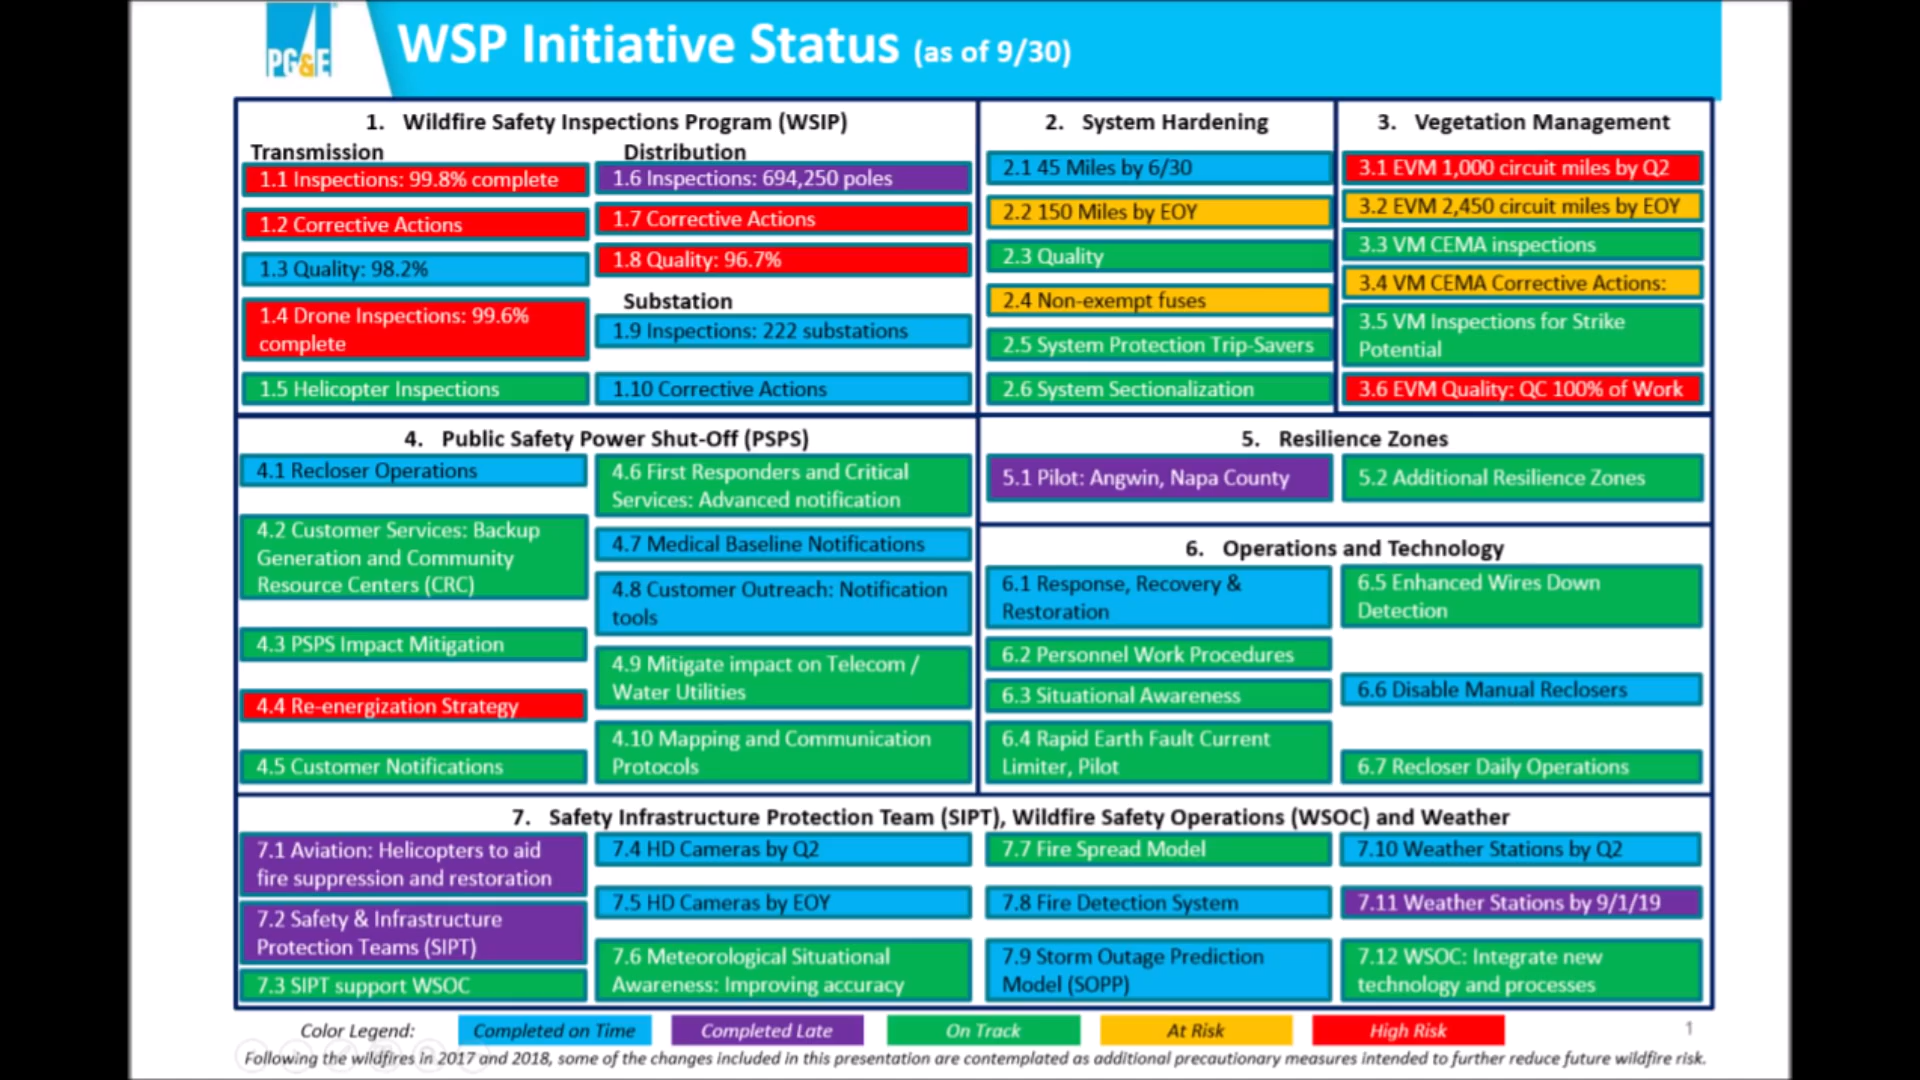 PG&E
WSP Initiative Status (as of 9/30)
1. Wildfire Safety Inspections Program (WSIP)
Transmission
1.1 Inspections: 99.8% complete
1.2 Corrective Actions
1.3 Quality: 98.2%
1.4 Drone Inspections: 99.6%
complete
1.5 Helicopter Inspections
Distribution
1.6 Inspections: 694,250 poles
1.7 Corrective Actions
1.8 Quality: 96.7%
Substation
1.9 Inspections: 222 substations
1.10 Corrective Actions
2. System Hardening
2.1 45 Miles by 6/30
2.2 150 Miles by EOY
2.3 Quality
2.4 Non-exempt fuses
2.5 System Protection Trip-Savers
2.6 System Sectionalization
3. Vegetation Management
3.1 EVM 1,000 circuit miles by Q2
3.2 EVM 2,450 circuit miles by EOY
3.3 VM CEMA inspections
3.4 VM CEMA Corrective Actions:
3.5 VM Inspections for Strike
Potential
3.6 EVM Quality: QC 100% of Work
4. Public Safety Power Shut-Off (PSPS)
4.1 Recloser Operations
4.2 Customer Services: Backup
Generation and Community
Resource Centers (CRC)
4.3 PSPS Impact Mitigation
4.4 Re-energization Strategy
4.5 Customer Notifications
4.6 First Responders and Critical
Services: Advanced notification
4.7 Medical Baseline Notifications
4.8 Customer Outreach: Notification
tools
4.9 Mitigate impact on Telecom /
Water Utilities
4.10 Mapping and Communication
Protocols
5. Resilience Zones
5.1 Pilot: Angwin, Napa County
5.2 Additional Resilience Zones
6. Operations and Technology
6.1 Response, Recovery &
Restoration
6.2 Personnel Work Procedures
6.3 Situational Awareness
6.4 Rapid Earth Fault Current
Limiter, Pilot
6.5 Enhanced Wires Down
Detection
6.6 Disable Manual Reclosers
6.7 Recloser Daily Operations
7. Safety Infrastructure Protection Team (SIPT), Wildfire Safety Operations (WSOC) and Weather
7.1 Aviation: Helicopters to aid
fire suppression and restoration
7.2 Safety & Infrastructure
Protection Teams (SIPT)
7.3 SIPT support WSOC
7.4 HD Cameras by Q2
7.5 HD Cameras by EOY
7.6 Meteorological Situational
Awareness: Improving accuracy
7.7 Fire Spread Model
7.8 Fire Detection System
7.9 Storm Outage Prediction
Model (SOPP)
7.10 Weather Stations by Q2
7.11 Weather Stations by 9/1/19
7.12 WSOC: Integrate new
technology and processes
Color Legend: Completed on Time Completed Late On Track At Risk High Risk
1
Following the wildfires in 2017 and 2018, some of the changes included in this presentation are contemplated as additional precautionary measures intended to further reduce future wildfire risk.